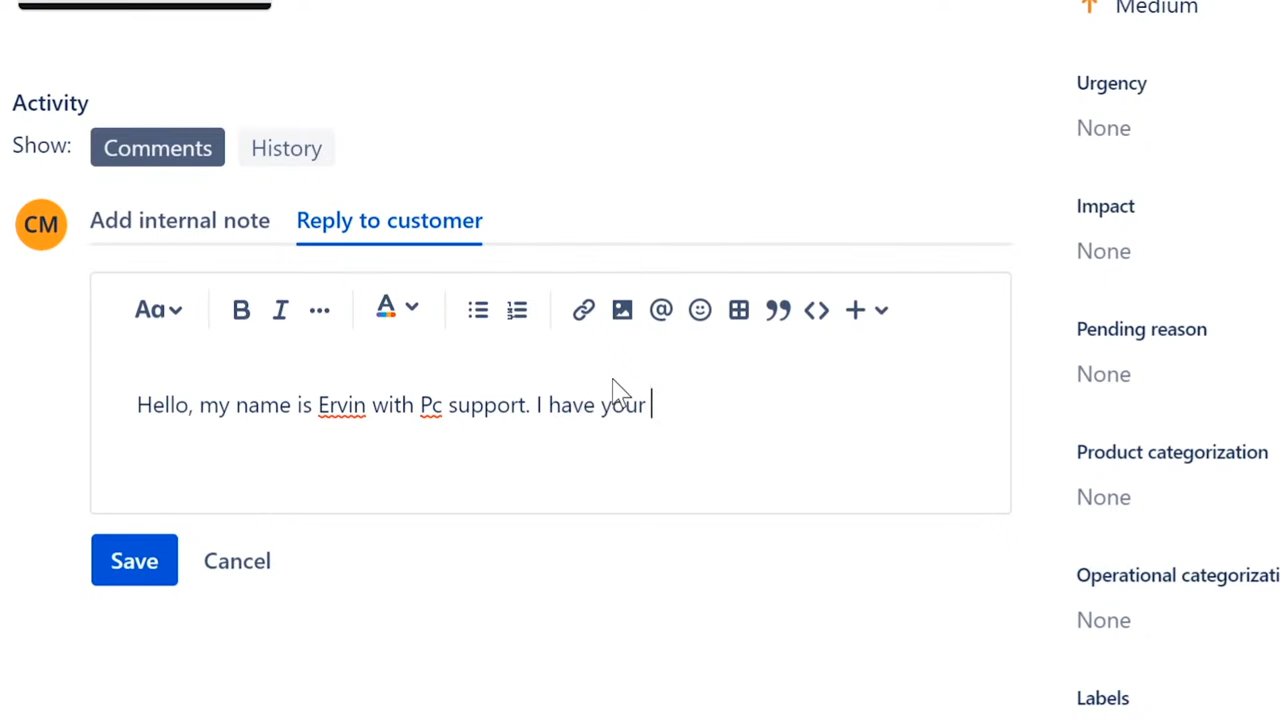 Medium
Activity
Urgency
None
Show: Comments History
Impact
None
CM Add internal note Reply to customer
Aa B I ... A @ <> +
Pending reason
None
Hello, my name is Ervin with Pc support. I have your
Product categorization
None
Save Cancel
Operational categorizati
None
Labels